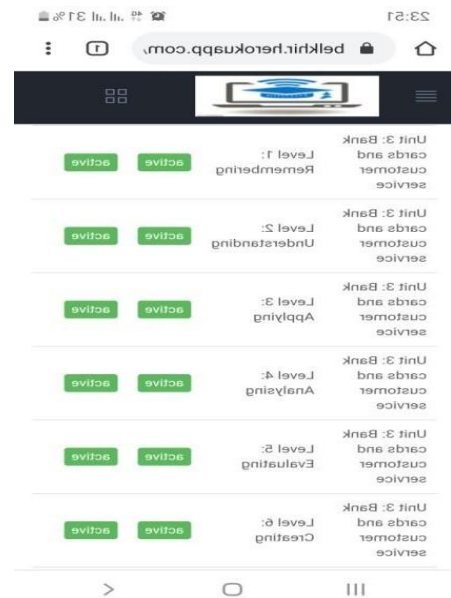 23:51
4G
31%
belkhir.herokuapp.com/
1
Unit 3: Bank
cards and
customer
service
Level 1:
Remembering
active
active
Unit 3: Bank
cards and
customer
service
Level 2:
Understanding
active
active
Unit 3: Bank
cards and
customer
service
Level 3:
Applying
active
active
Unit 3: Bank
cards and
customer
service
Level 4:
Analysing
active
active
Unit 3: Bank
cards and
customer
service
Level 5:
Evaluating
active
active
Unit 3: Bank
cards and
customer
service
Level 6:
Creating
active
active